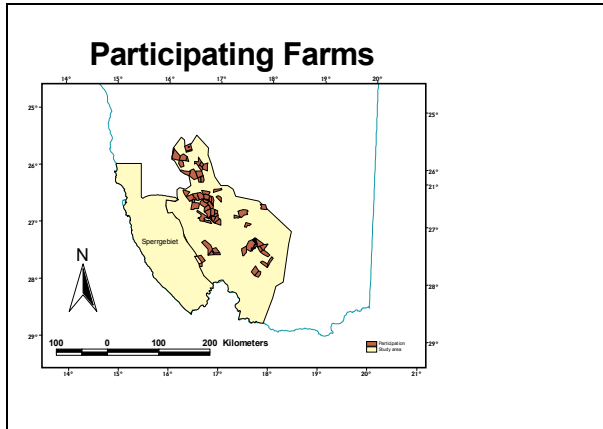 Participating Farms
14° 15° 16° 17° 18° 19° 20°
25° 25°
26° 26°
21°
27° 27°
Sperrgebiet
N
28° 28°
29° 29°
100 0 100 200 Kilometers
Participation
Study area
14° 15° 16° 17° 18° 19° 20° 21°